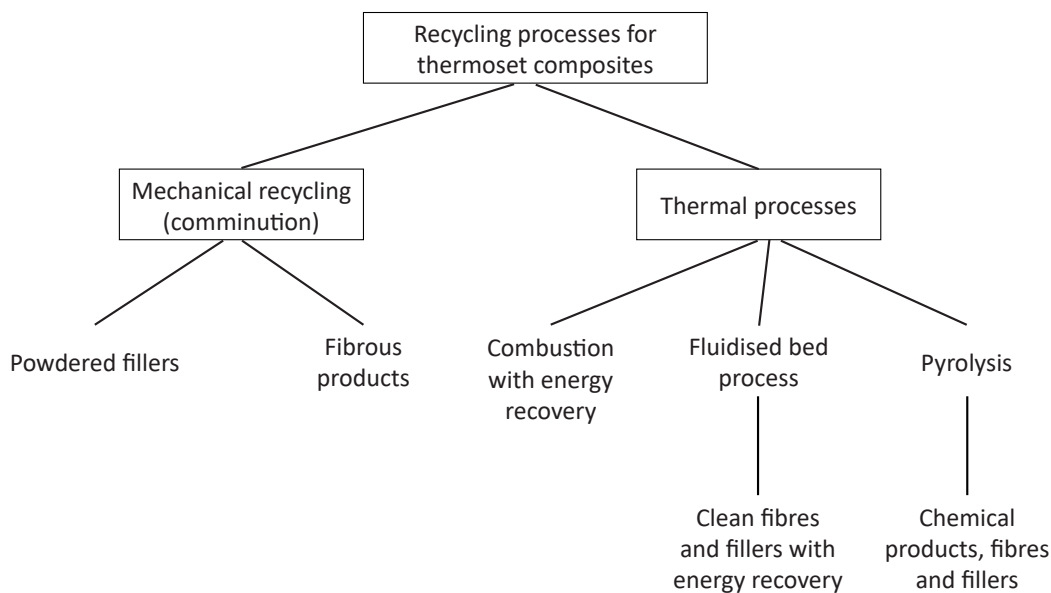 Recycling processes for
thermoset composites
Mechanical recycling
(comminution)
Thermal processes
Powdered fillers
Fibrous
products
Combustion
with energy
recovery
Fluidised bed
process
Pyrolysis
Clean fibres
and fillers with
energy recovery
Chemical
products, fibres
and fillers